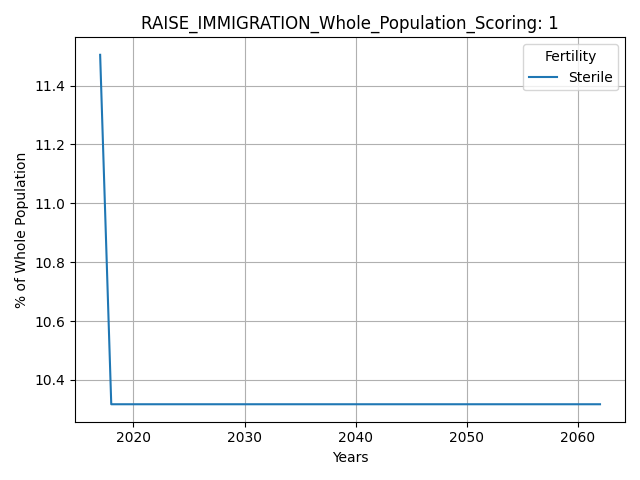 RAISE_IMMIGRATION_Whole_Population_Scoring: 1
Fertility
Sterile
% of Whole Population
11.4
11.2
11.0
10.8
10.6
10.4
2020 2030 2040 2050 2060
Years